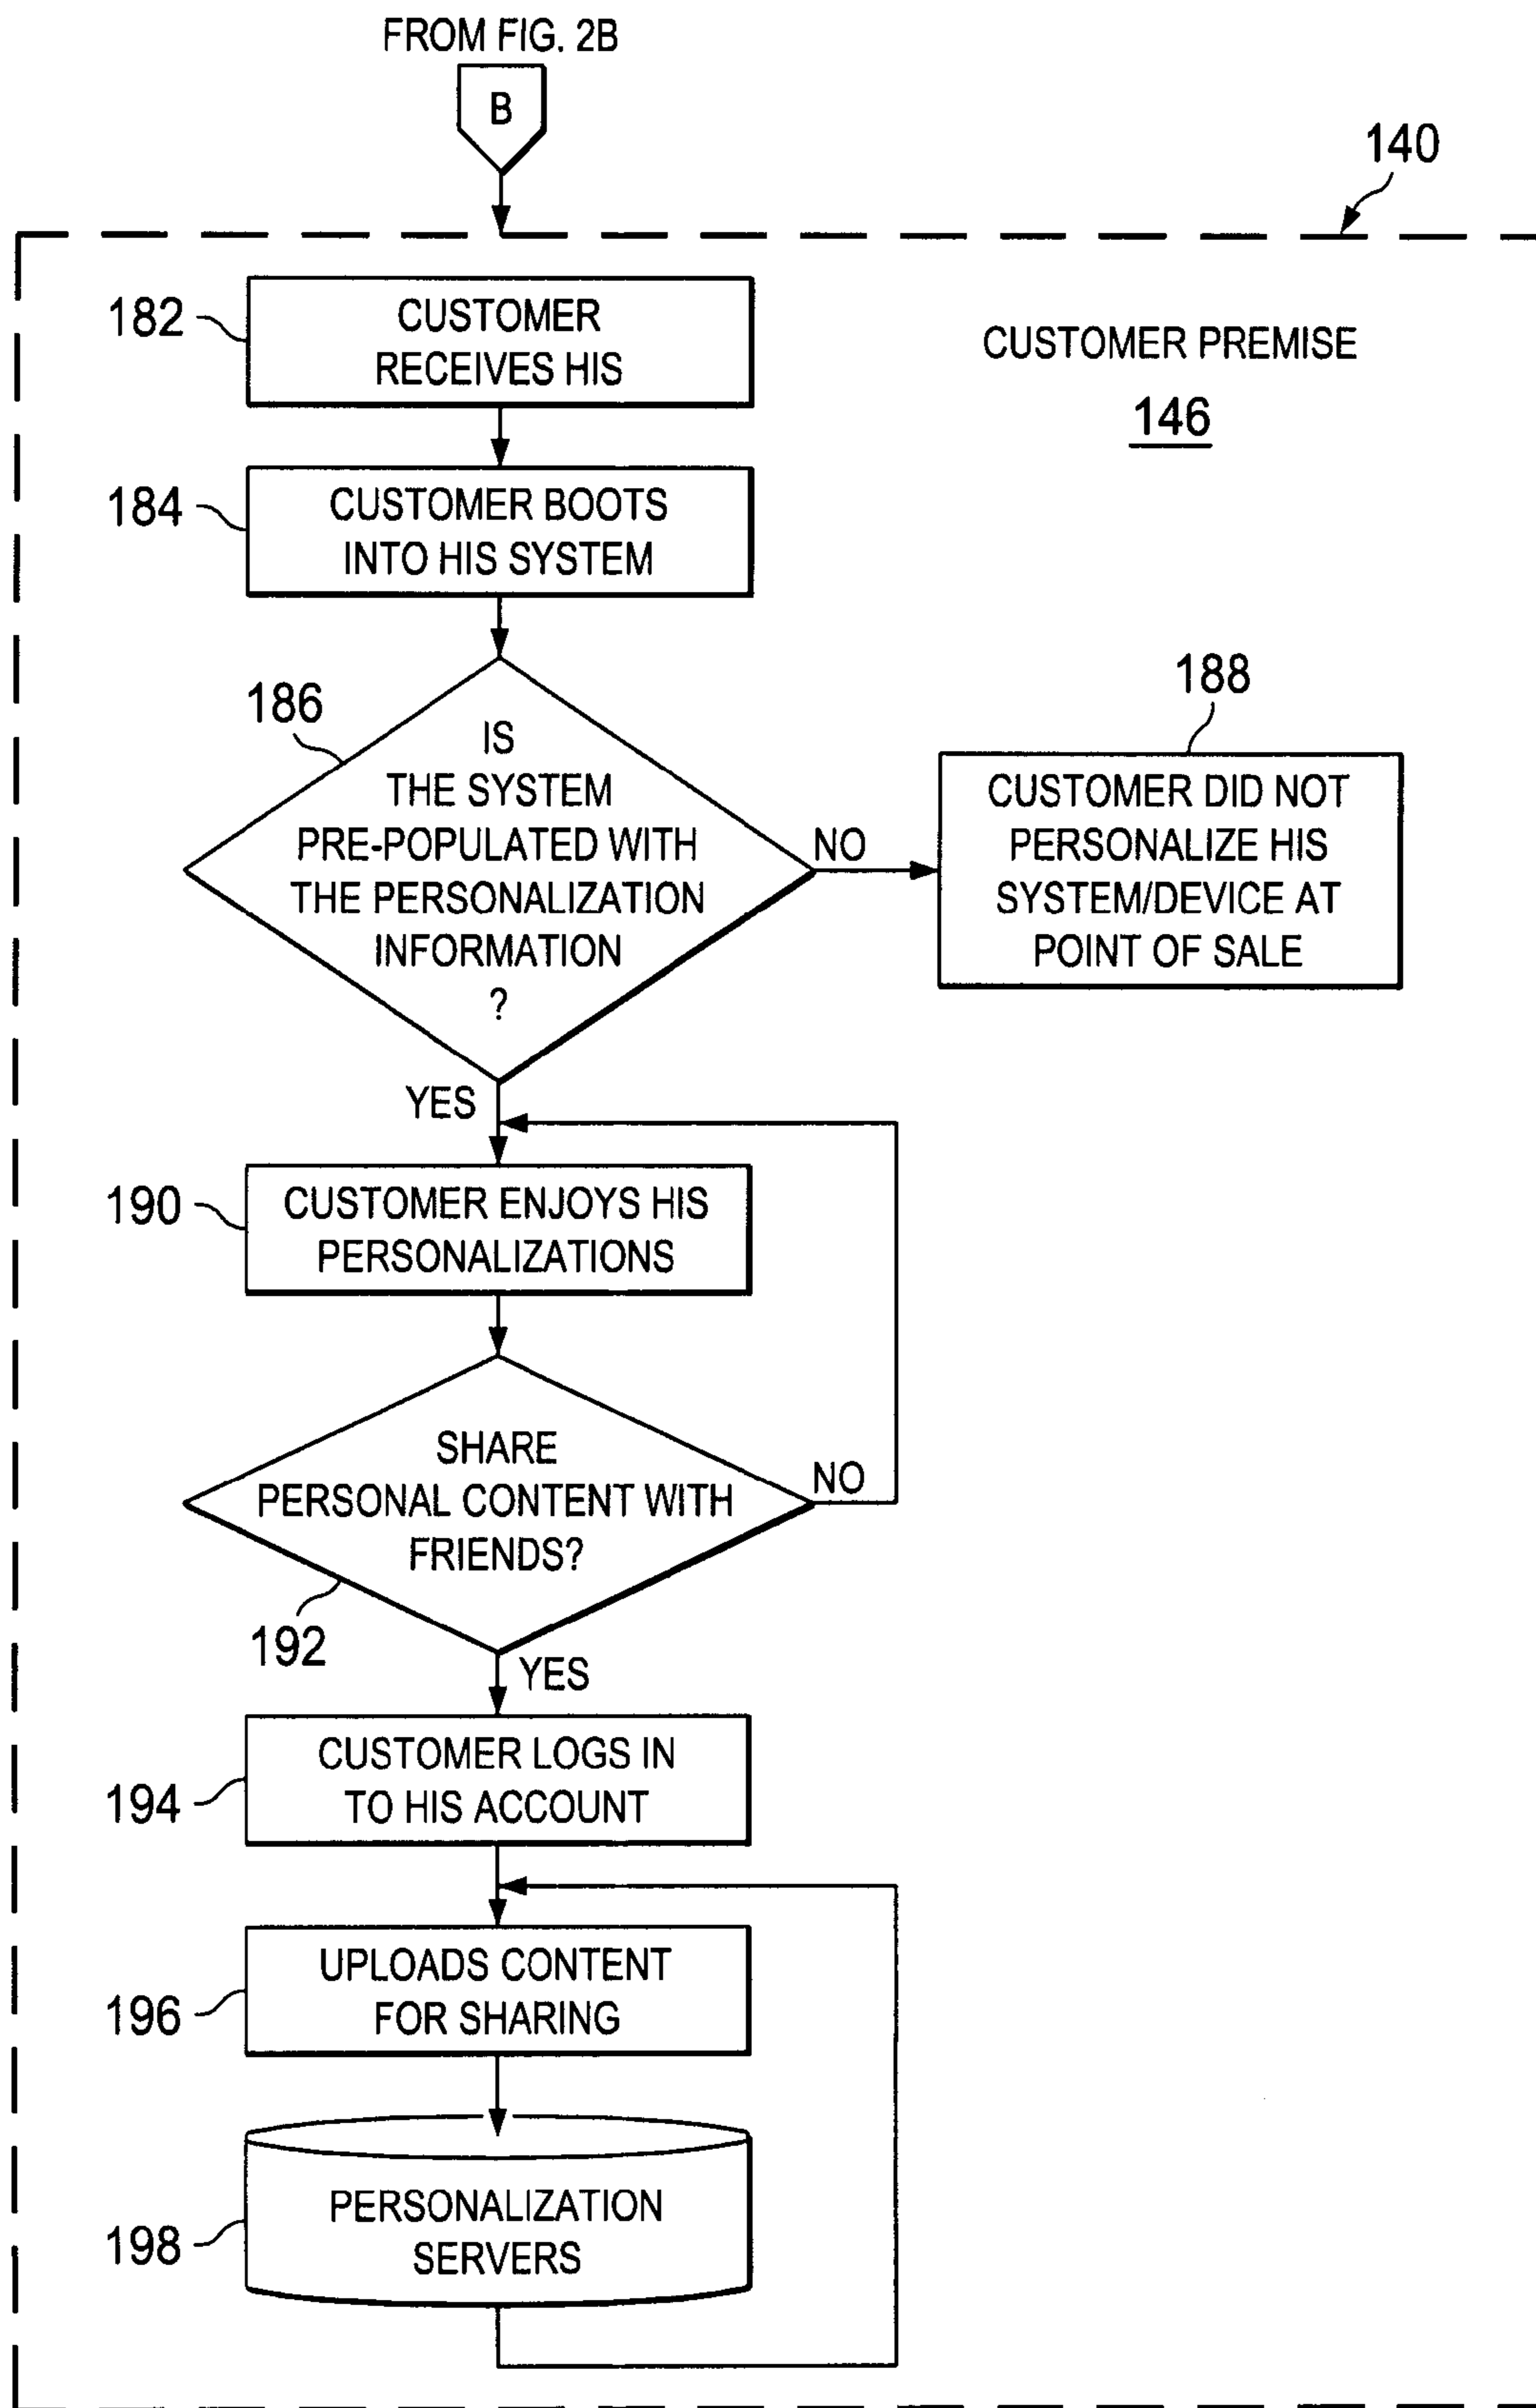 FROM FIG. 2B
B
140
182
CUSTOMER
RECEIVES HIS
CUSTOMER PREMISE
146
184
CUSTOMER BOOTS
INTO HIS SYSTEM
186
IS
THE SYSTEM
PRE-POPULATED WITH
THE PERSONALIZATION
INFORMATION
?
NO
188
CUSTOMER DID NOT
PERSONALIZE HIS
SYSTEM/DEVICE AT
POINT OF SALE
YES
190
CUSTOMER ENJOYS HIS
PERSONALIZATIONS
SHARE
PERSONAL CONTENT WITH
FRIENDS?
NO
192
YES
194
CUSTOMER LOGS IN
TO HIS ACCOUNT
196
UPLOADS CONTENT
FOR SHARING
198
PERSONALIZATION
SERVERS